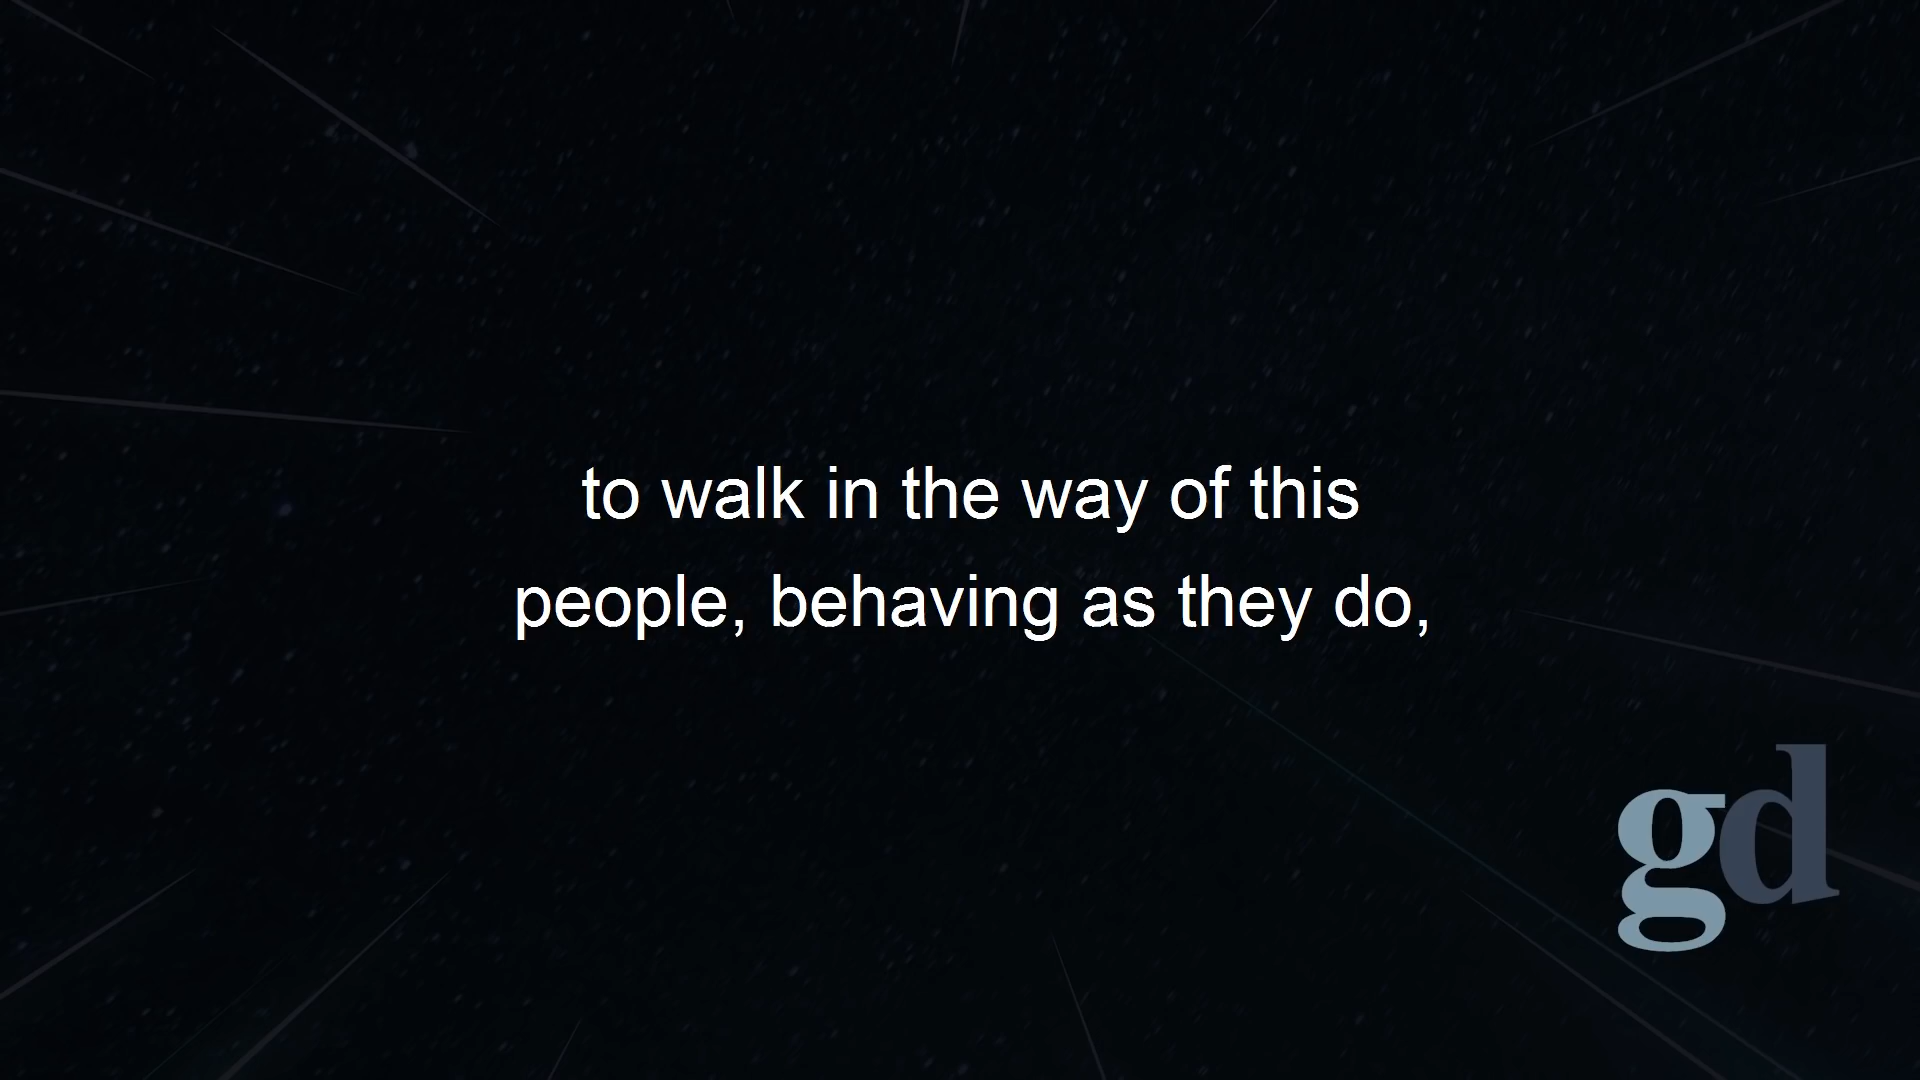 to walk in the way of this
people, behaving as they do,
gd